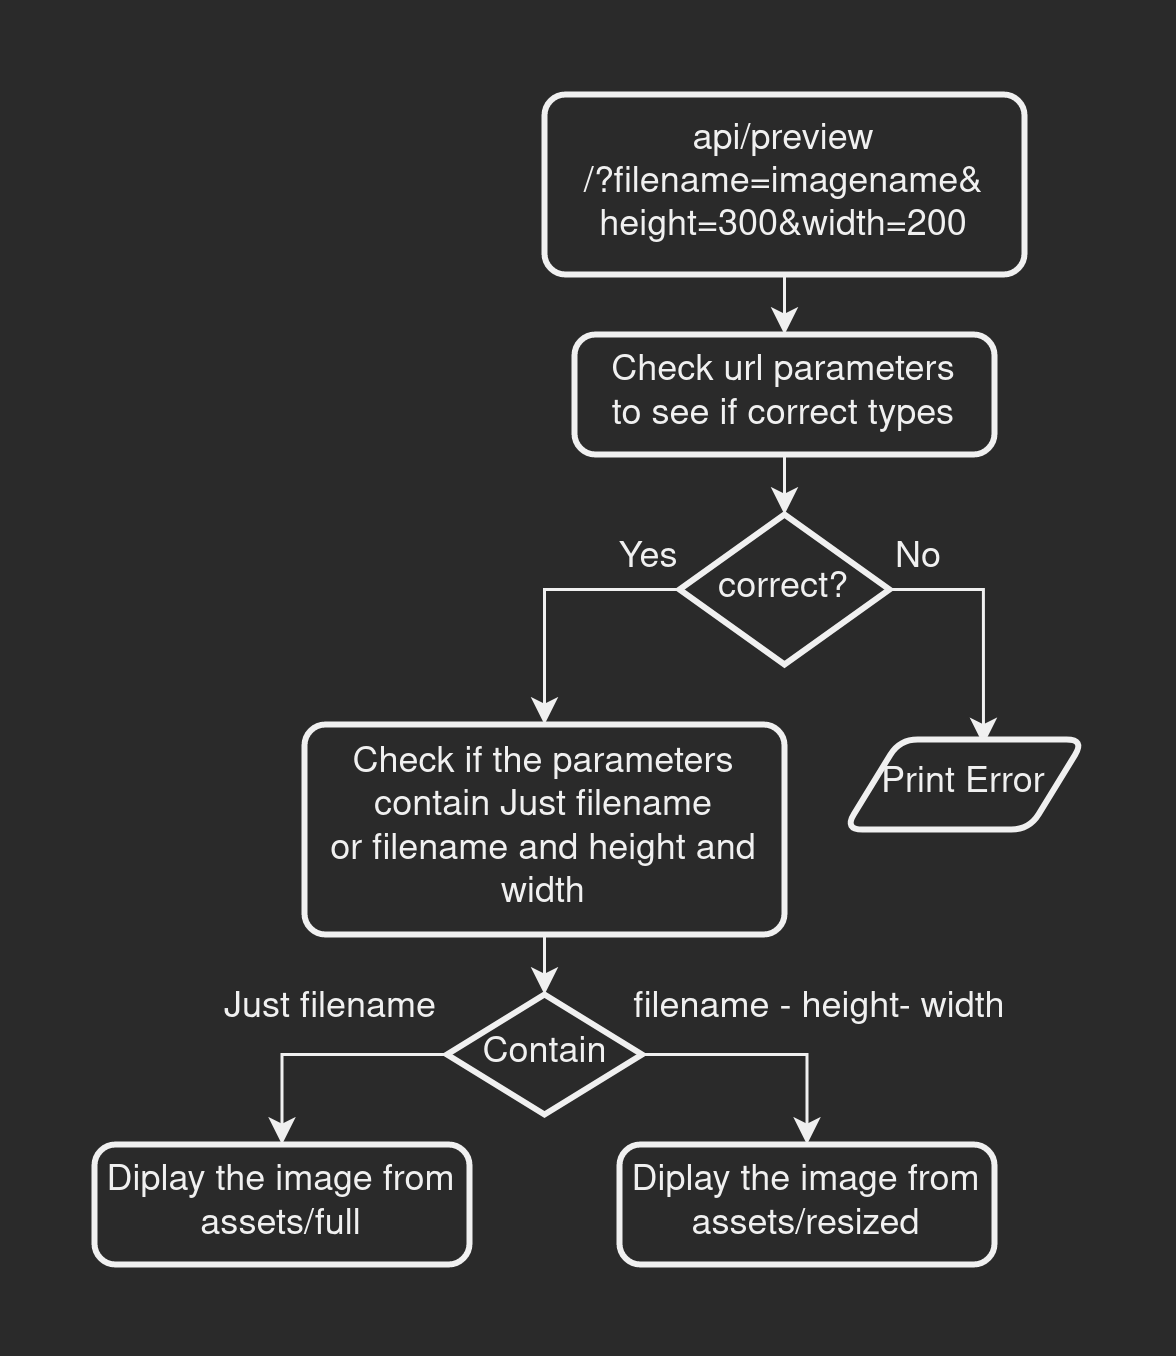 api/preview
/?filename=imagename&
height=300&width=200
Check url parameters
to see if correct types
Yes
correct?
No
Check if the parameters
contain Just filename
or filename and height and
width
Print Error
Just filename
Contain
filename - height- width
Diplay the image from
assets/full
Diplay the image from
assets/resized